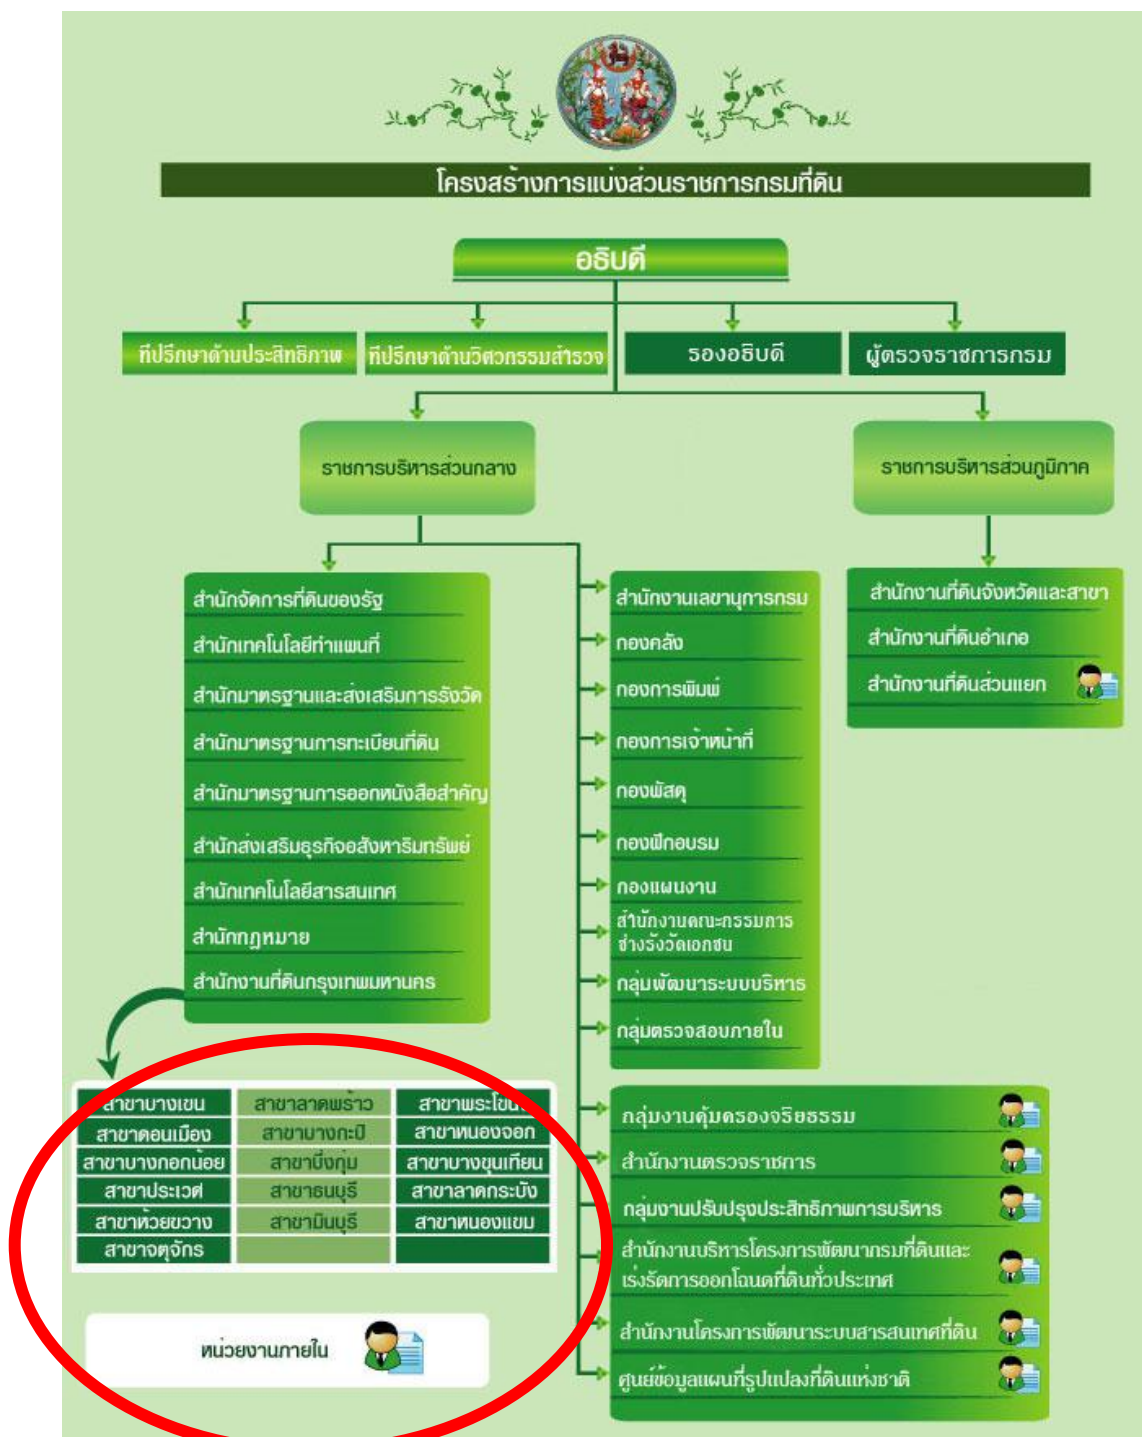 โครงสร้างการแบ่งส่วนราชการกรมที่ดิน
อธิบดี
ที่ปรึกษาด้านประสิทธิภาพ
ที่ปรึกษาด้านวิศวกรรมสำรวจ
รองอธิบดี
ผู้ตรวจราชการกรม
ราชการบริหารส่วนกลาง
ราชการบริหารส่วนภูมิภาค
สำนักจัดการที่ดินของรัฐ
สำนักเทคโนโลยีทำแผนที่
สำนักมาตรฐานและส่งเสริมการรังวัด
สำนักมาตรฐานการทะเบียนที่ดิน
สำนักมาตรฐานการออกหนังสือสำคัญ
สำนักส่งเสริมธุรกิจอสังหาริมทรัพย์
สำนักเทคโนโลยีสารสนเทศ
สำนักกฎหมาย
สำนักงานที่ดินกรุงเทพมหานคร
สำนักงานเลขานุการกรม
กองคลัง
กองการพิมพ์
กองการเจ้าหน้าที่
กองพัสดุ
กองฝึกอบรม
กองแผนงาน
สำนักงานคณะกรรมการ
ช่างรังวัดเอกชน
กลุ่มพัฒนาระบบบริหาร
กลุ่มตรวจสอบภายใน
สำนักงานที่ดินจังหวัดและสาขา
สำนักงานที่ดินอำเภอ
สำนักงานที่ดินส่วนแยก
สาขาบางเขน
สาขาลาดพร้าว
สาขาดอนเมือง
สาขาบางกะปิ
สาขาหนองจอก
สาขาบางกอกน้อย
สาขาบึงกุ่ม
สาขาบางขุนเทียน
สาขาประเวศ
สาขาธนบุรี
สาขาลาดกระบัง
สาขาห้วยขวาง
สาขามีนบุรี
สาขาหนองแขม
สาขาจตุจักร
หน่วยงานภายใน
กลุ่มงานคุ้มครองจริยธรรม
สำนักงานตรวจราชการ
กลุ่มงานปรับปรุงประสิทธิภาพการบริหาร
สำนักงานบริหารโครงการพัฒนากรมที่ดินและ
เร่งรัดการออกโฉนดที่ดินทั่วประเทศ
สำนักงานโครงการพัฒนาระบบสารสนเทศที่ดิน
ศูนย์ข้อมูลแผนที่รูปแปลงที่ดินแห่งชาติ